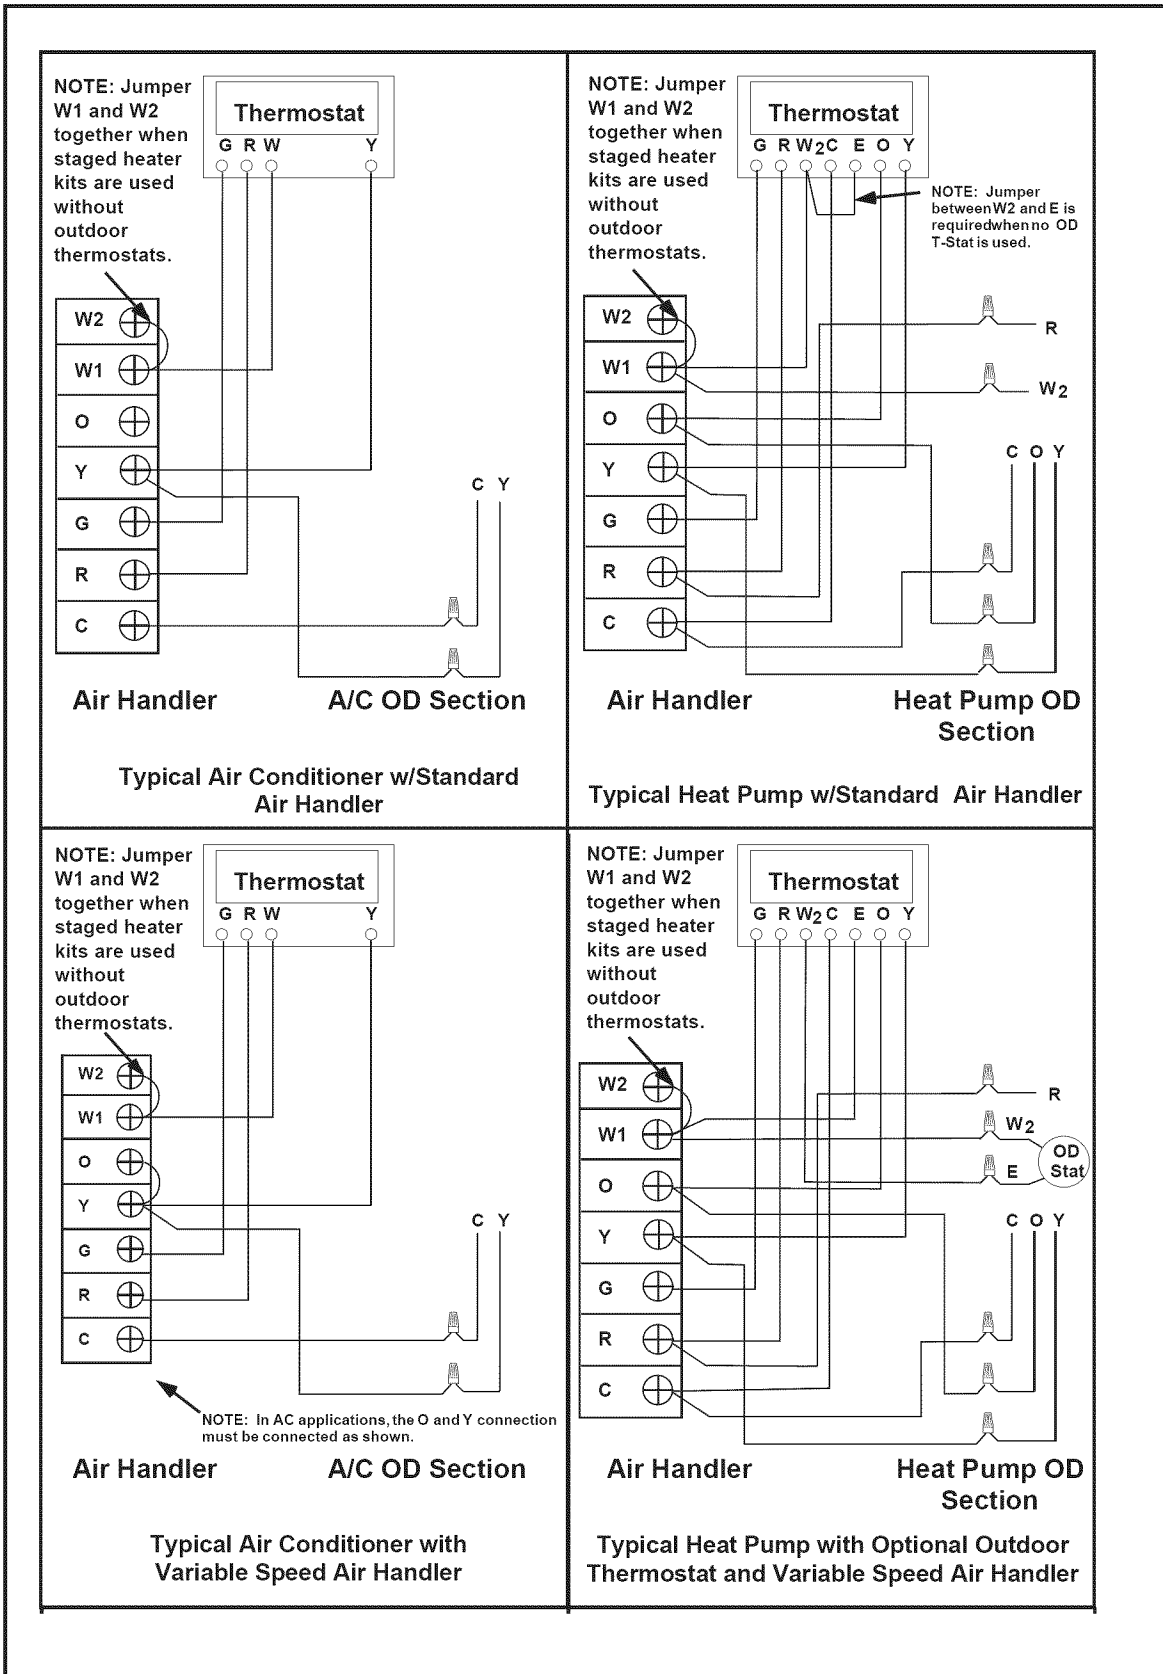 NOTE: Jumper
W1 and W2
together when
staged heater
kits are used
without
outdoor
thermostats.
Thermostat
G R W Y
W2
W1
O
Y
G
R
C
C Y
Air Handler
A/C OD Section
Typical Air Conditioner w/Standard
Air Handler
NOTE: Jumper
W1 and W2
together when
staged heater
kits are used
without
outdoor
thermostats.
Thermostat
G R W2 C E O Y
NOTE: Jumper
between W2 and E is
requiredwhen no OD
T-Stat is used.
W2
W1
O
Y
G
R
C
R
W2
C O Y
Air Handler
Heat Pump OD
Section
Typical Heat Pump w/Standard Air Handler
NOTE: Jumper
W1 and W2
together when
staged heater
kits are used
without
outdoor
thermostats.
Thermostat
G R W Y
W2
W1
O
Y
G
R
C
C Y
NOTE: In AC applications, the O and Y connection
must be connected as shown.
Air Handler
A/C OD Section
Typical Air Conditioner with
Variable Speed Air Handler
NOTE: Jumper
W1 and W2
together when
staged heater
kits are used
without
outdoor
thermostats.
Thermostat
G R W2 C E O Y
W2
W1
O
Y
G
R
C
R
W2
OD
Stat
E
C O Y
Air Handler
Heat Pump OD
Section
Typical Heat Pump with Optional Outdoor
Thermostat and Variable Speed Air Handler